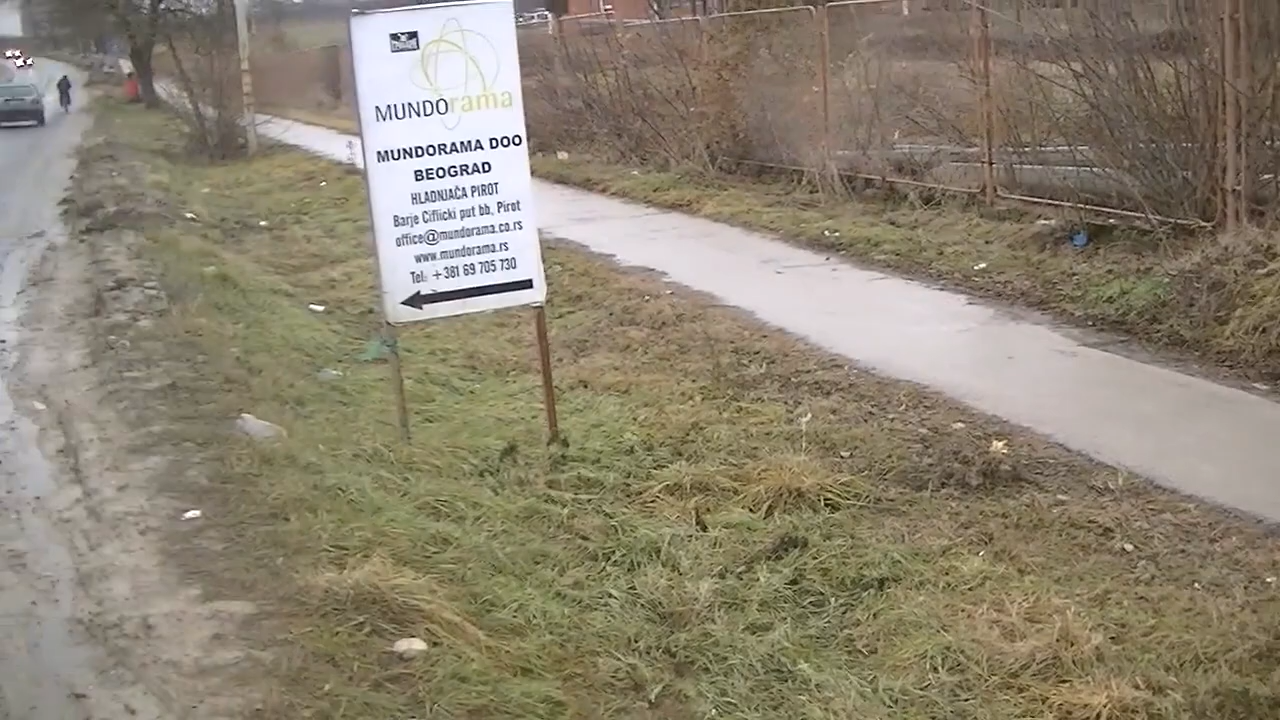 MUNDOrama
MUNDORAMA DOO
BEOGRAD
HLADNJAČA PIROT
Barje Ciflicki put bb, Pirot
office@mundorama.co.rs
www.mundorama.rs
Tel: +381 69 705 730